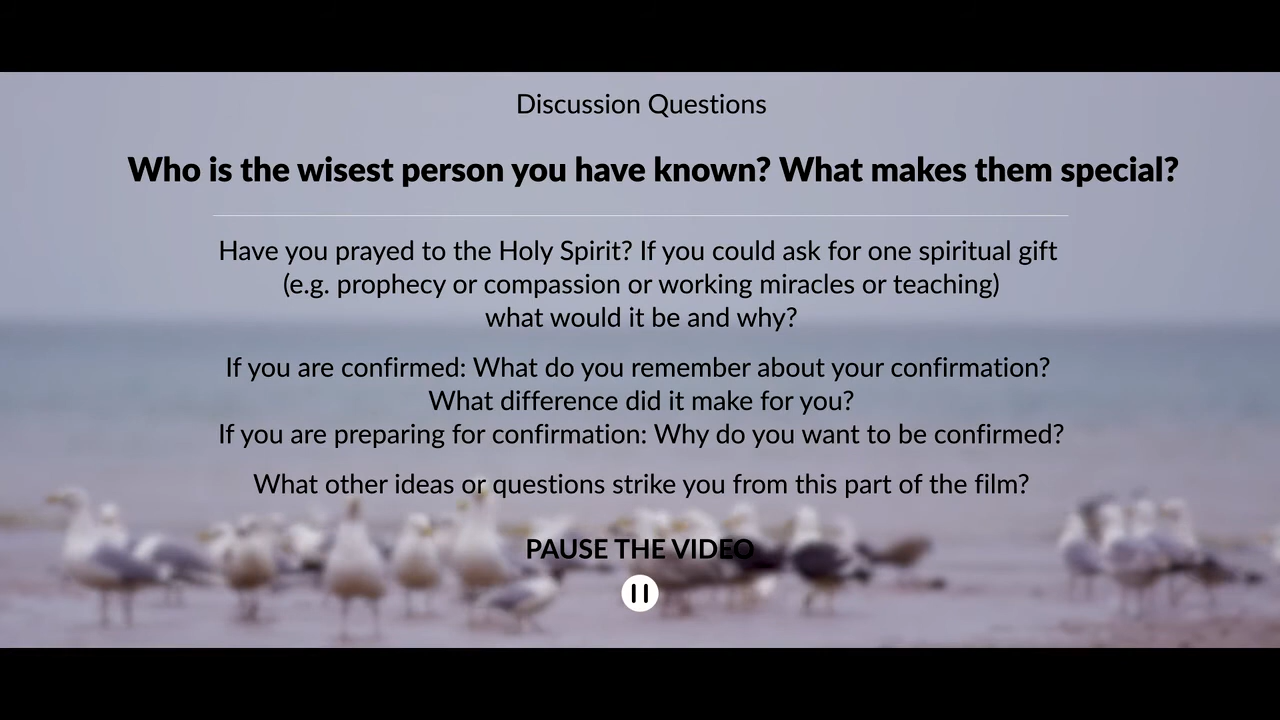 Discussion Questions
Who is the wisest person you have known? What makes them special?
Have you prayed to the Holy Spirit? If you could ask for one spiritual gift
(e.g. prophecy or compassion or working miracles or teaching)
what would it be and why?
If you are confirmed: What do you remember about your confirmation?
What difference did it make for you?
If you are preparing for confirmation: Why do you want to be confirmed?
What other ideas or questions strike you from this part of the film?
PAUSE THE VIDEO